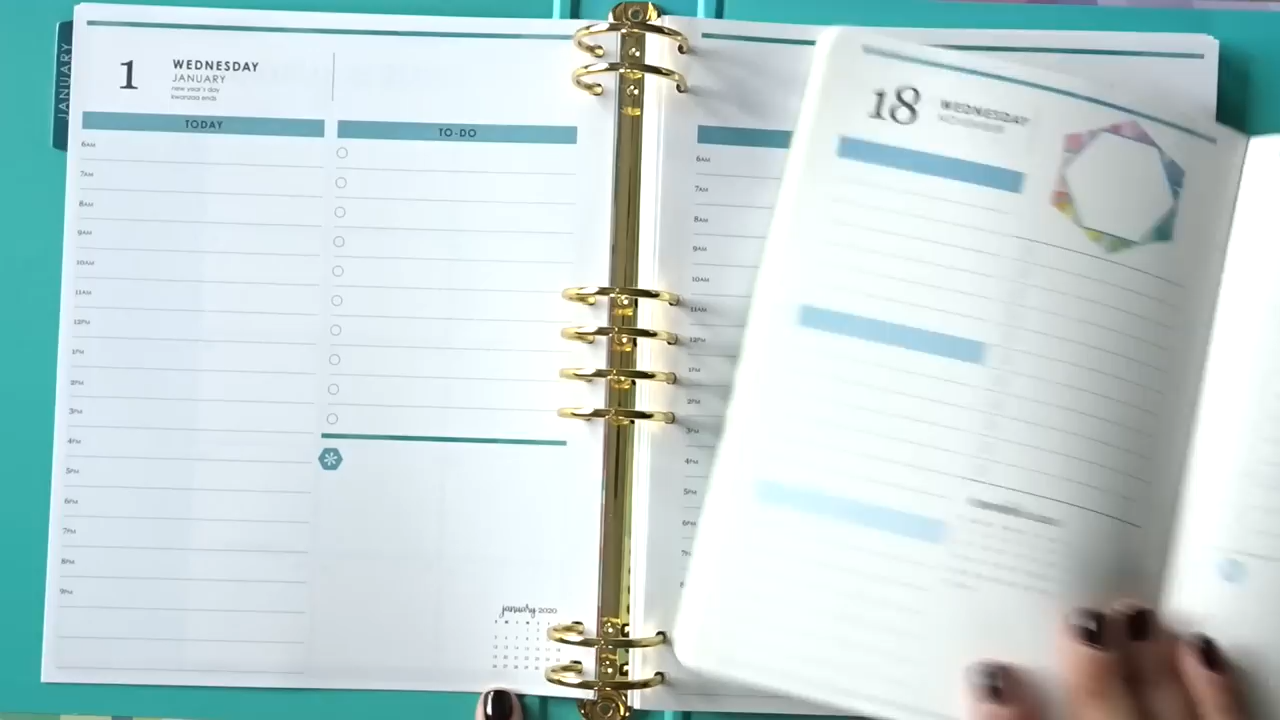 JANUARY
1
WEDNESDAY
JANUARY
new year's day
kwanzaa ends
TODAY
6AM
7AM
8AM
9AM
10AM
11AM
12PM
1PM
2PM
3PM
4PM
5PM
6PM
7PM
8PM
9PM
TO-DO
january 2020
6AM
7AM
8AM
9AM
10AM
11AM
12PM
1PM
2PM
3PM
4PM
5PM
6PM
18
WEDNESDAY